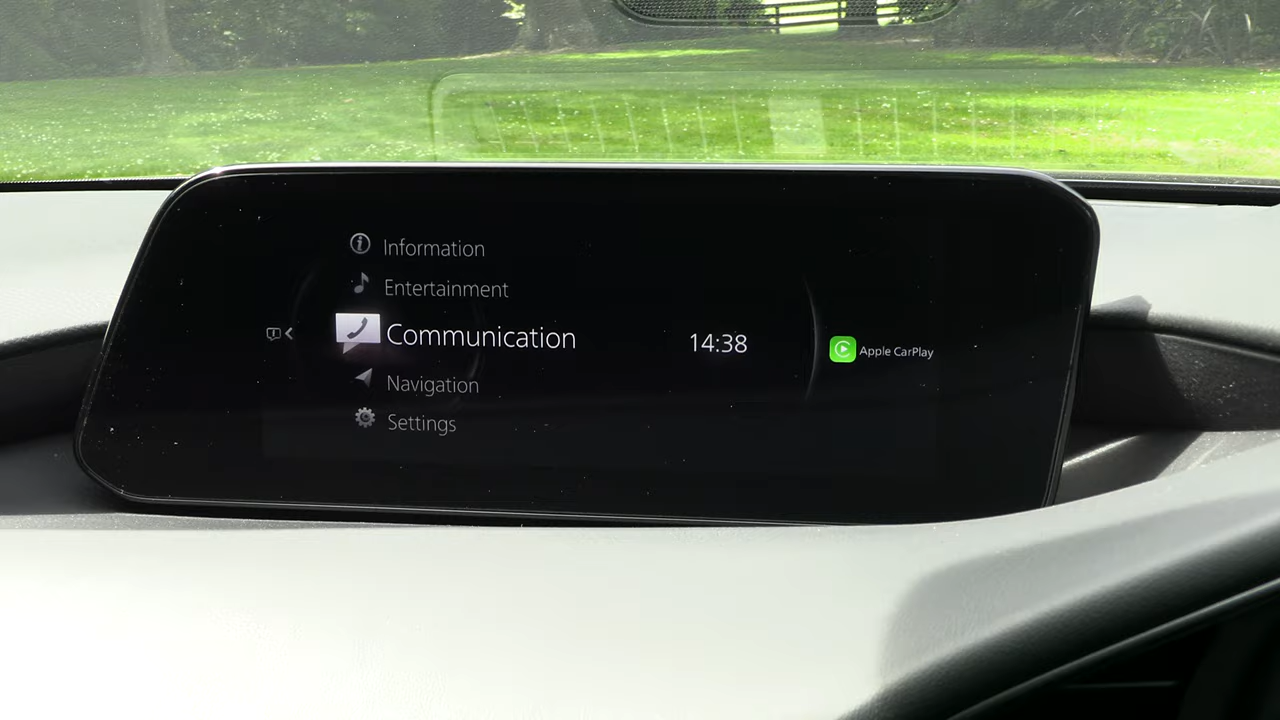 Information
Entertainment
Communication
14:38
Apple CarPlay
Navigation
Settings